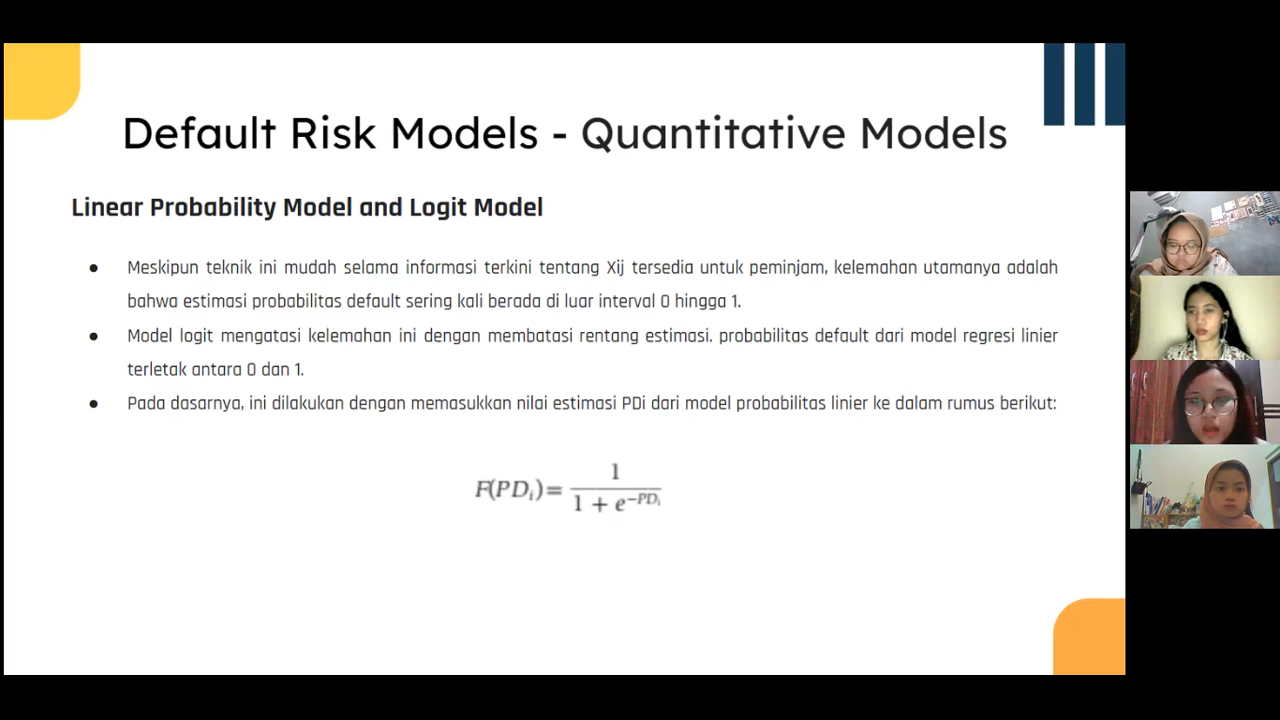 Default Risk Models - Quantitative Models
Linear Probability Model and Logit Model
● Meskipun teknik ini mudah selama informasi terkini tentang Xij tersedia untuk peminjam, kelemahan utamanya adalah
bahwa estimasi probabilitas default sering kali berada di luar interval 0 hingga 1.
● Model logit mengatasi kelemahan ini dengan membatasi rentang estimasi. probabilitas default dari model regresi linier
terletak antara 0 dan 1.
● Pada dasarnya, ini dilakukan dengan memasukkan nilai estimasi PDi dari model probabilitas linier ke dalam rumus berikut:
F(PDᵢ)= 1 / (1 + e^(−PDᵢ))